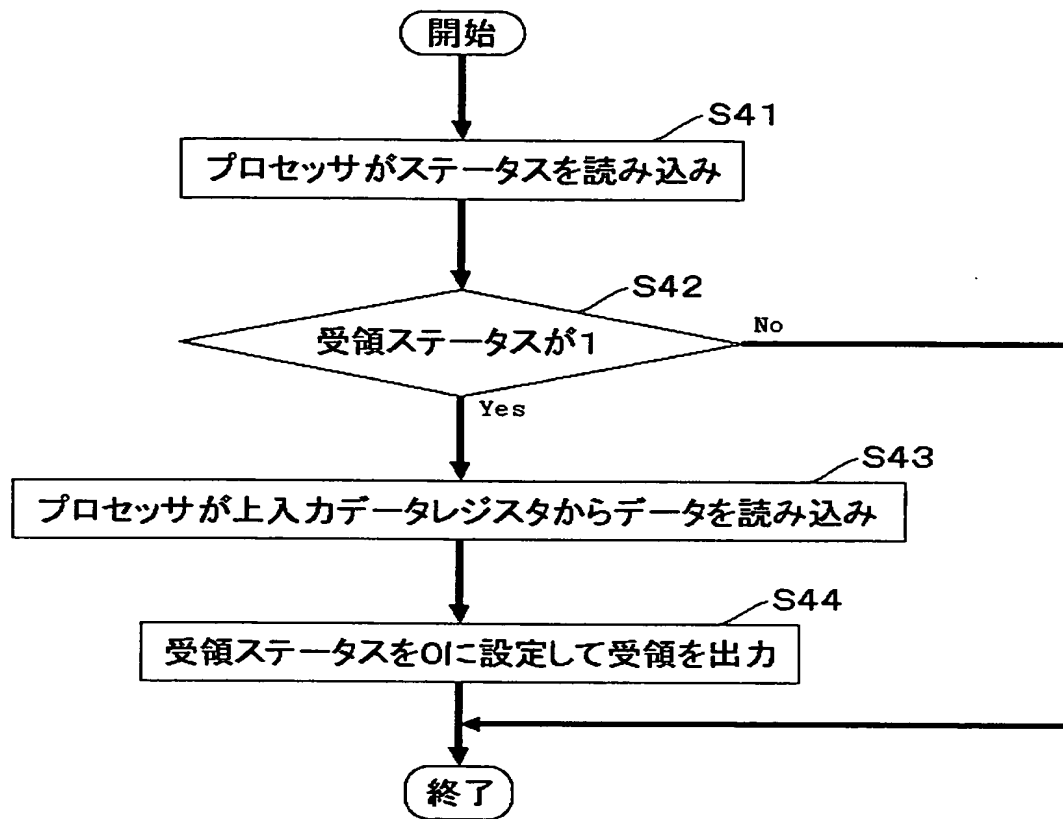 開始
S41
プロセッサがステータスを読み込み
S42
受領ステータスが1
No
Yes
S43
プロセッサが上入力データレジスタからデータを読み込み
S44
受領ステータスを0に設定して受領を出力
終了